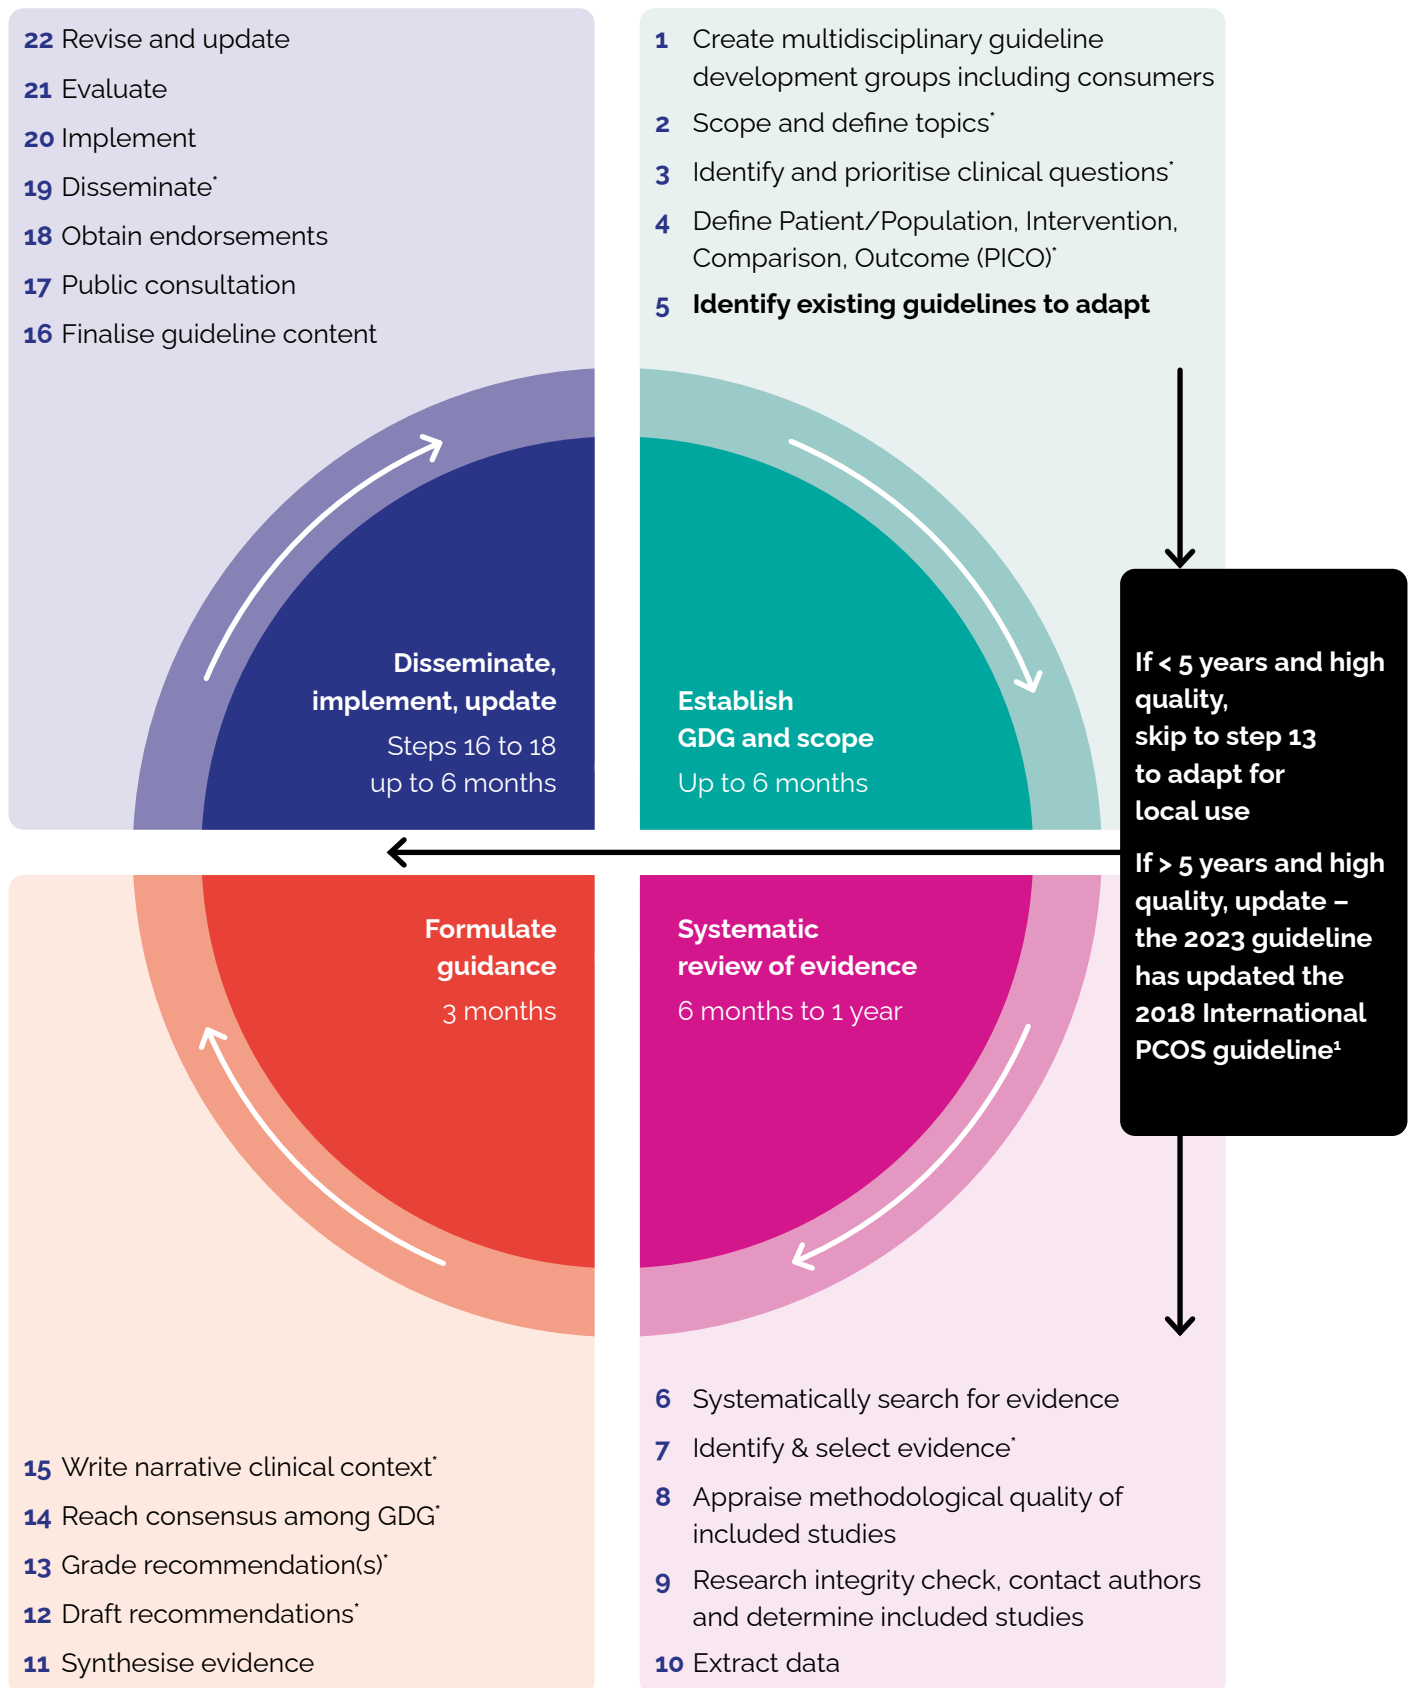 22 Revise and update
21 Evaluate
20 Implement
19 Disseminate*
18 Obtain endorsements
17 Public consultation
16 Finalise guideline content
1 Create multidisciplinary guideline
development groups including consumers
2 Scope and define topics*
3 Identify and prioritise clinical questions*
4 Define Patient/Population, Intervention,
Comparison, Outcome (PICO)*
5 Identify existing guidelines to adapt
Disseminate,
implement, update
Steps 16 to 18
up to 6 months
Establish
GDG and scope
Up to 6 months
If < 5 years and high
quality,
skip to step 13
to adapt for
local use
If > 5 years and high
quality, update –
the 2023 guideline
has updated the
2018 International
PCOS guideline¹
Formulate
guidance
3 months
Systematic
review of evidence
6 months to 1 year
15 Write narrative clinical context*
14 Reach consensus among GDG*
13 Grade recommendation(s)*
12 Draft recommendations*
11 Synthesise evidence
6 Systematically search for evidence
7 Identify & select evidence*
8 Appraise methodological quality of
included studies
9 Research integrity check, contact authors
and determine included studies
10 Extract data